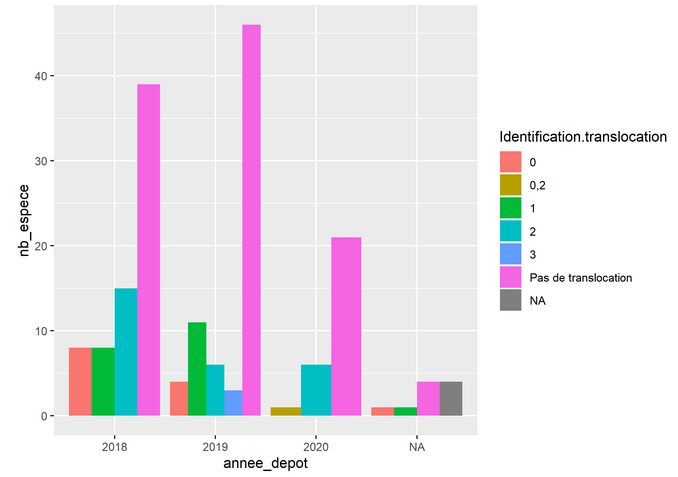 nb_espece
40
30
20
10
0
2018
2019
2020
NA
annee_depot
Identification.translocation
0
0,2
1
2
3
Pas de translocation
NA